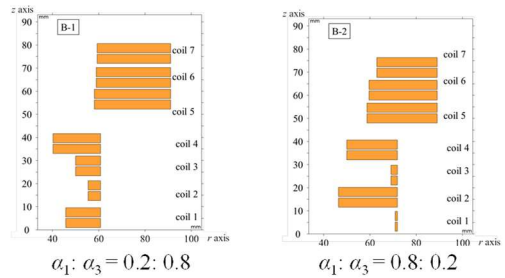 z axis
mm
90
80
70
60
50
40
30
20
10
0
B-1
coil 7
coil 6
coil 5
coil 4
coil 3
coil 2
coil 1
mm
40 60 80 100 r axis
α1: α3 = 0.2: 0.8
z axis
mm
90
80
70
60
50
40
30
20
10
0
B-2
coil 7
coil 6
coil 5
coil 4
coil 3
coil 2
coil 1
mm
40 60 80 100 r axis
α1: α3 = 0.8: 0.2